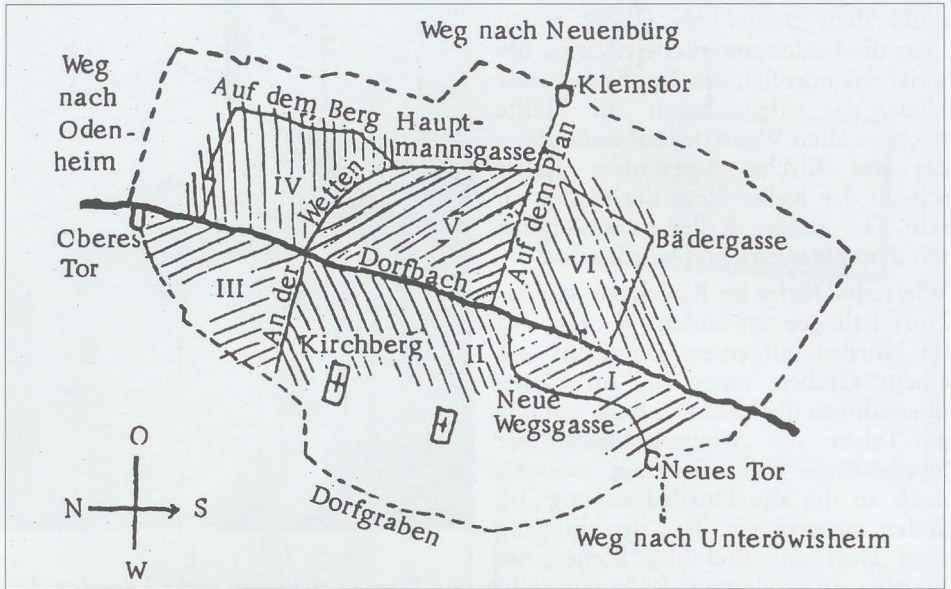 Weg nach Neuenbürg
Weg
nach
Oden-
heim
Klemstor
Auf dem Berg
Haupt-
mannsgasse
Auf dem Plan
IV
Wetten
V
An der
Dorfbach
VI
Bädergasse
Oberes
Tor
III
Kirchberg
II
I
Neue
Wegsgasse
Neues Tor
Dorfgraben
Weg nach Unteröwisheim
O
N
S
W